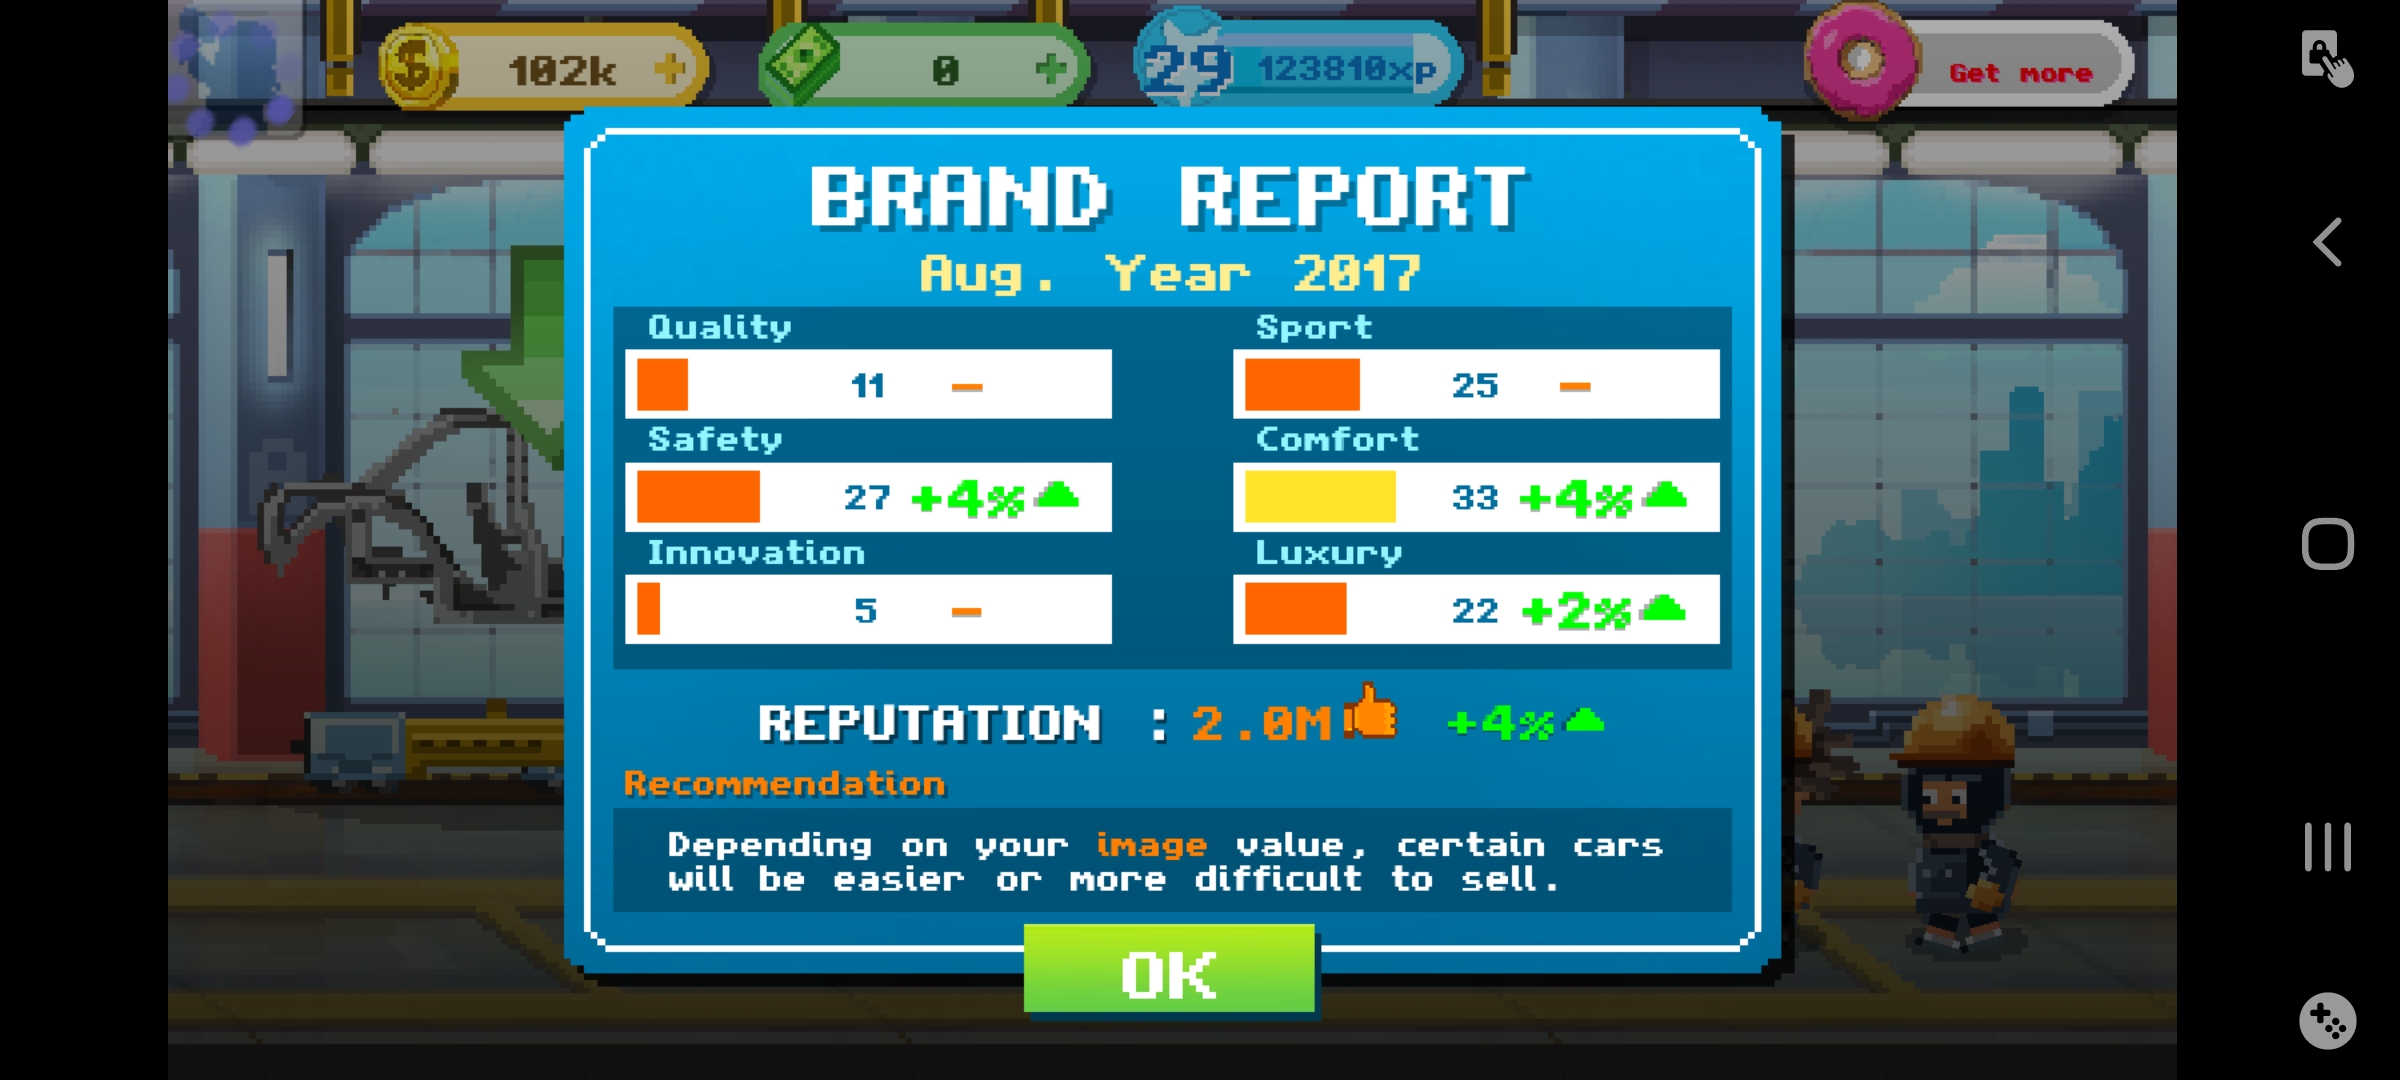 102k
0
29
123810xp
Get more
BRAND REPORT
Aug. Year 2017
Quality
11
Sport
25
Safety
27 +4%
Comfort
33 +4%
Innovation
5
Luxury
22 +2%
REPUTATION : 2.0M +4%
Recommendation
Depending on your image value, certain cars
will be easier or more difficult to sell.
OK